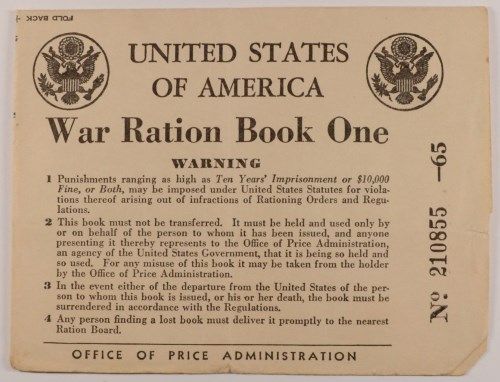 FOLD BACK
UNITED STATES
OF AMERICA
War Ration Book One
WARNING
1 Punishments ranging as high as Ten Years' Imprisonment or $10,000
Fine, or Both, may be imposed under United States Statutes for viola-
tions thereof arising out of infractions of Rationing Orders and Regu-
lations.
2 This book must not be transferred. It must be held and used only by
or on behalf of the person to whom it has been issued, and anyone
presenting it thereby represents to the Office of Price Administration,
an agency of the United States Government, that it is being so held and
so used. For any misuse of this book it may be taken from the holder
by the Office of Price Administration.
3 In the event either of the departure from the United States of the per-
son to whom this book is issued, or his or her death, the book must be
surrendered in accordance with the Regulations.
4 Any person finding a lost book must deliver it promptly to the nearest
Ration Board.
OFFICE OF PRICE ADMINISTRATION
No 210855 -65